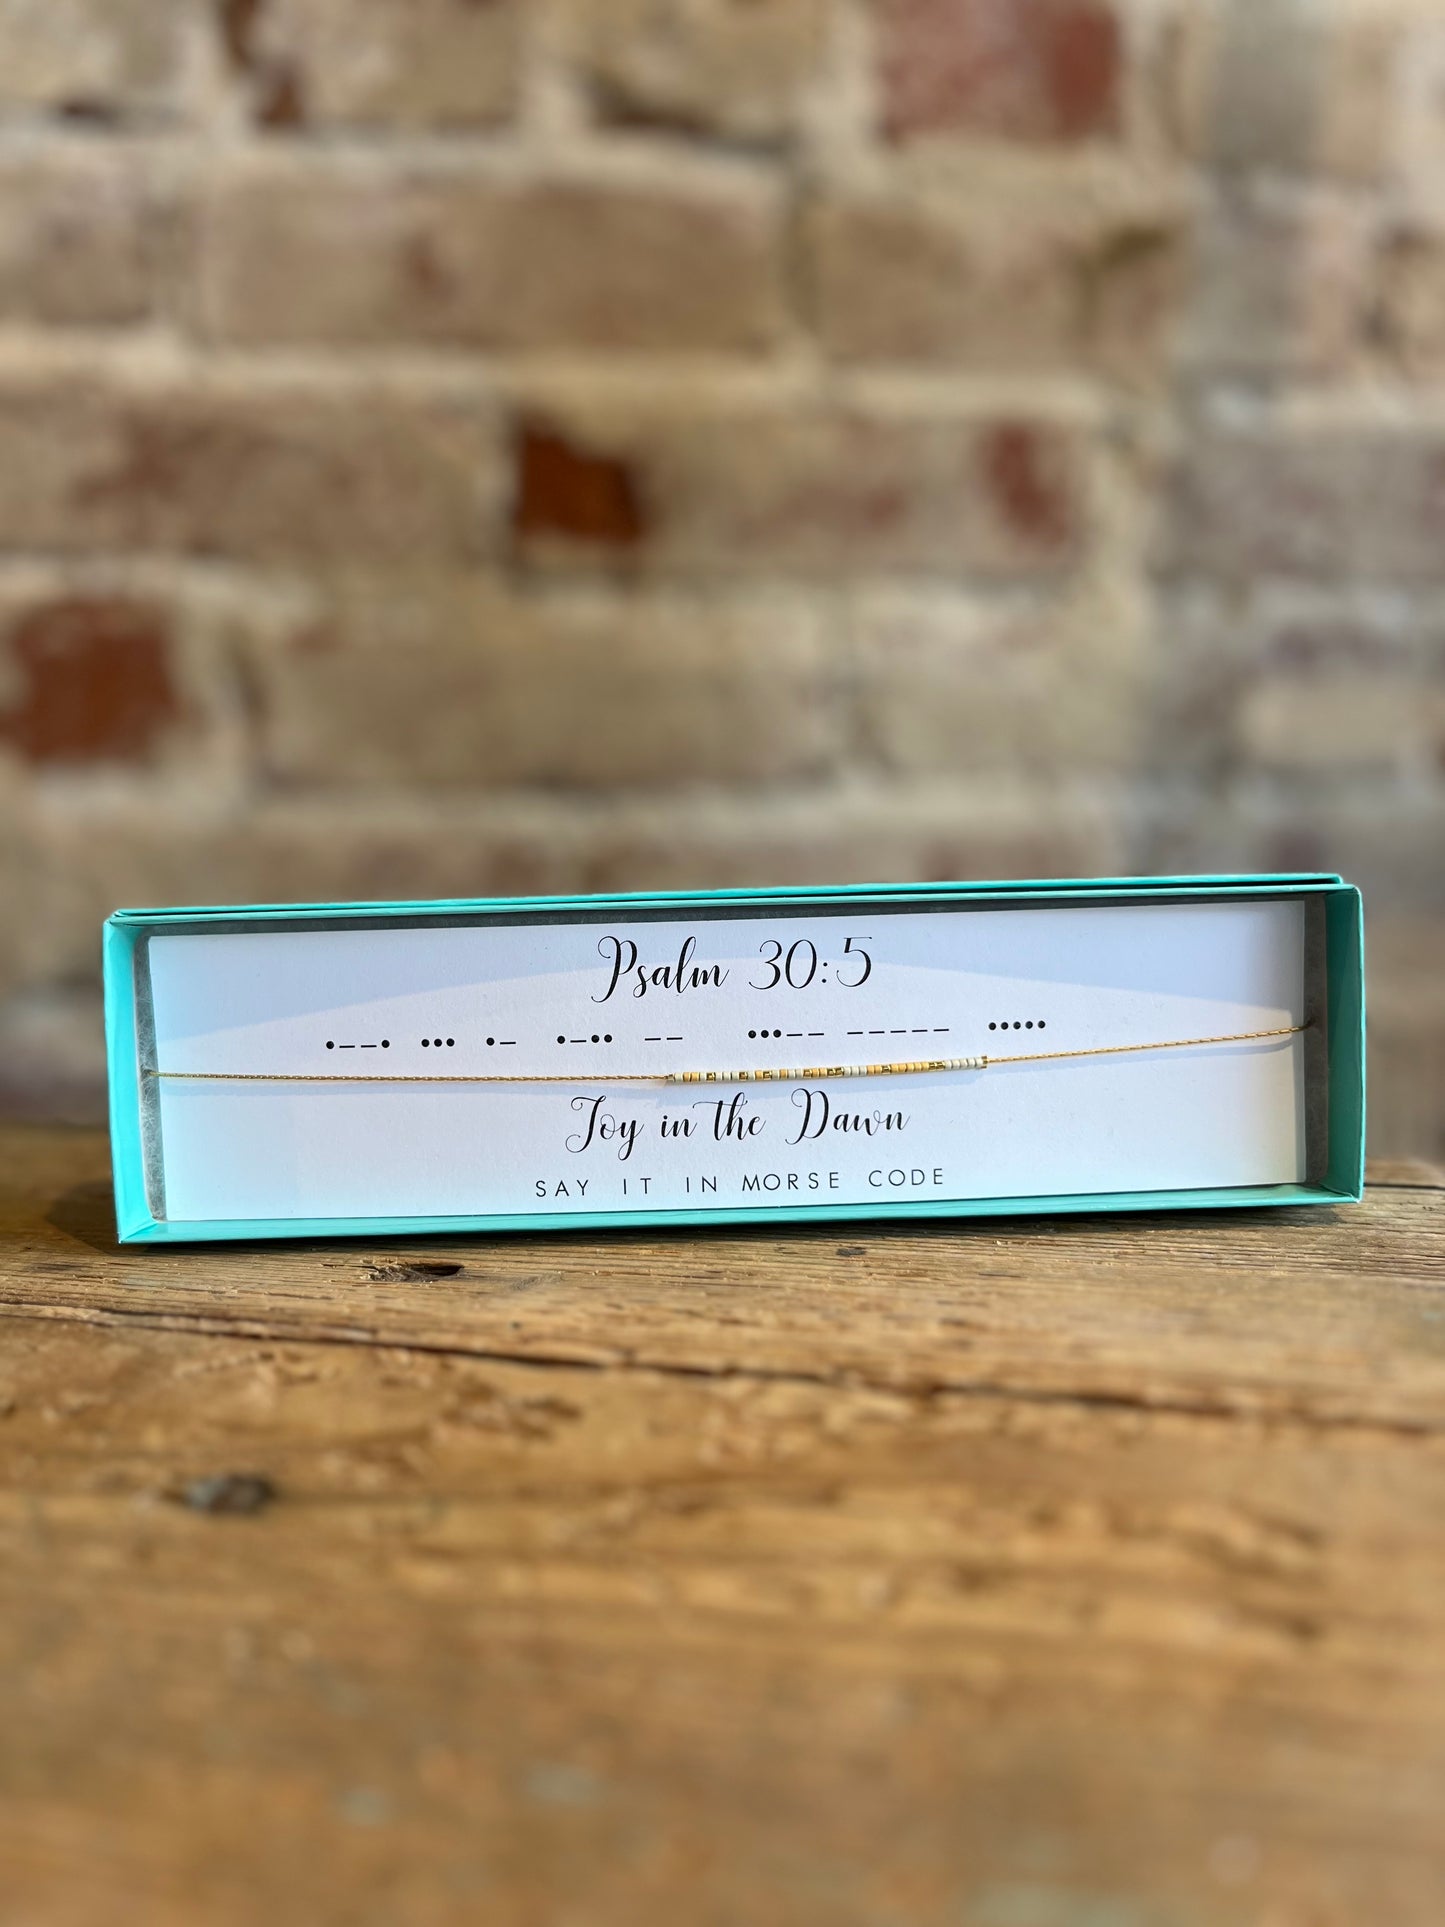 Psalm 30:5
•——• ••• •— •—•• —— •••—— ————— •••••
Joy in the Dawn
SAY IT IN MORSE CODE